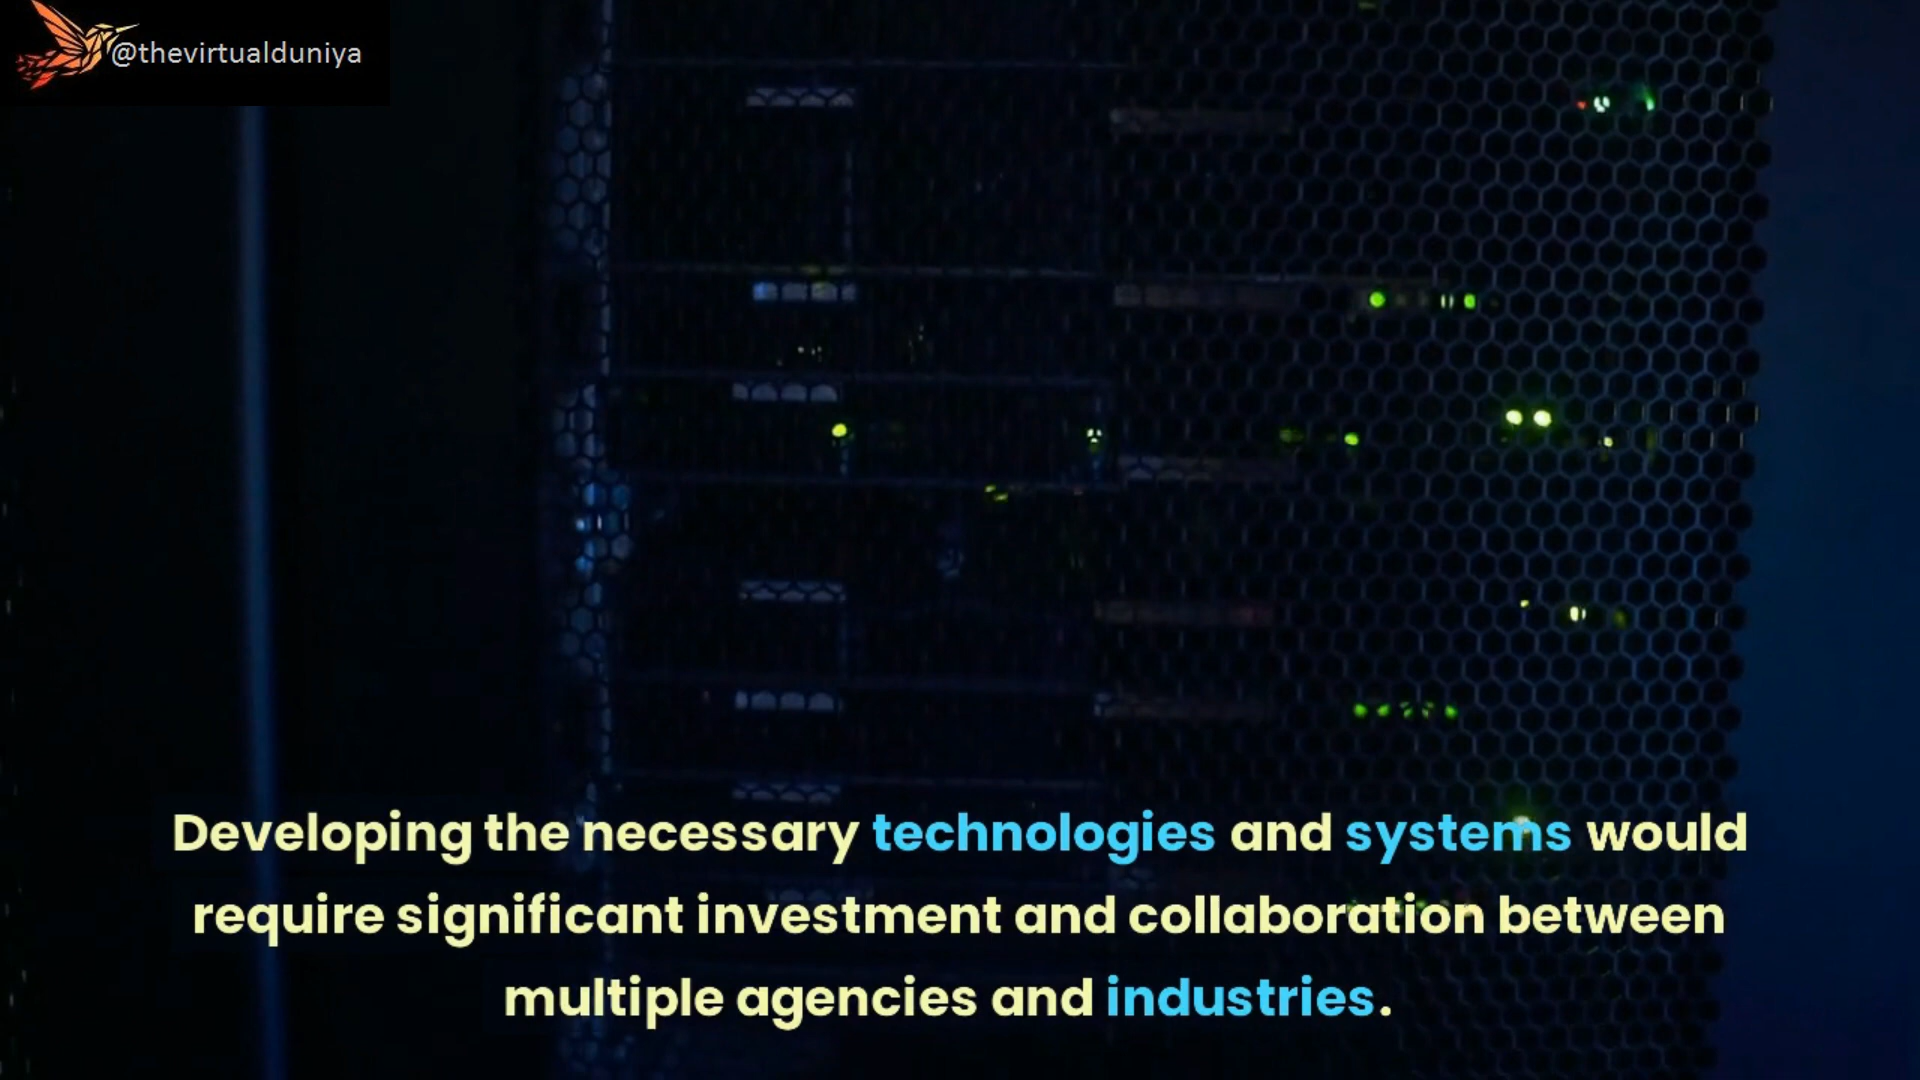 @thevirtualduniya
Developing the necessary technologies and systems would
require significant investment and collaboration between
multiple agencies and industries.